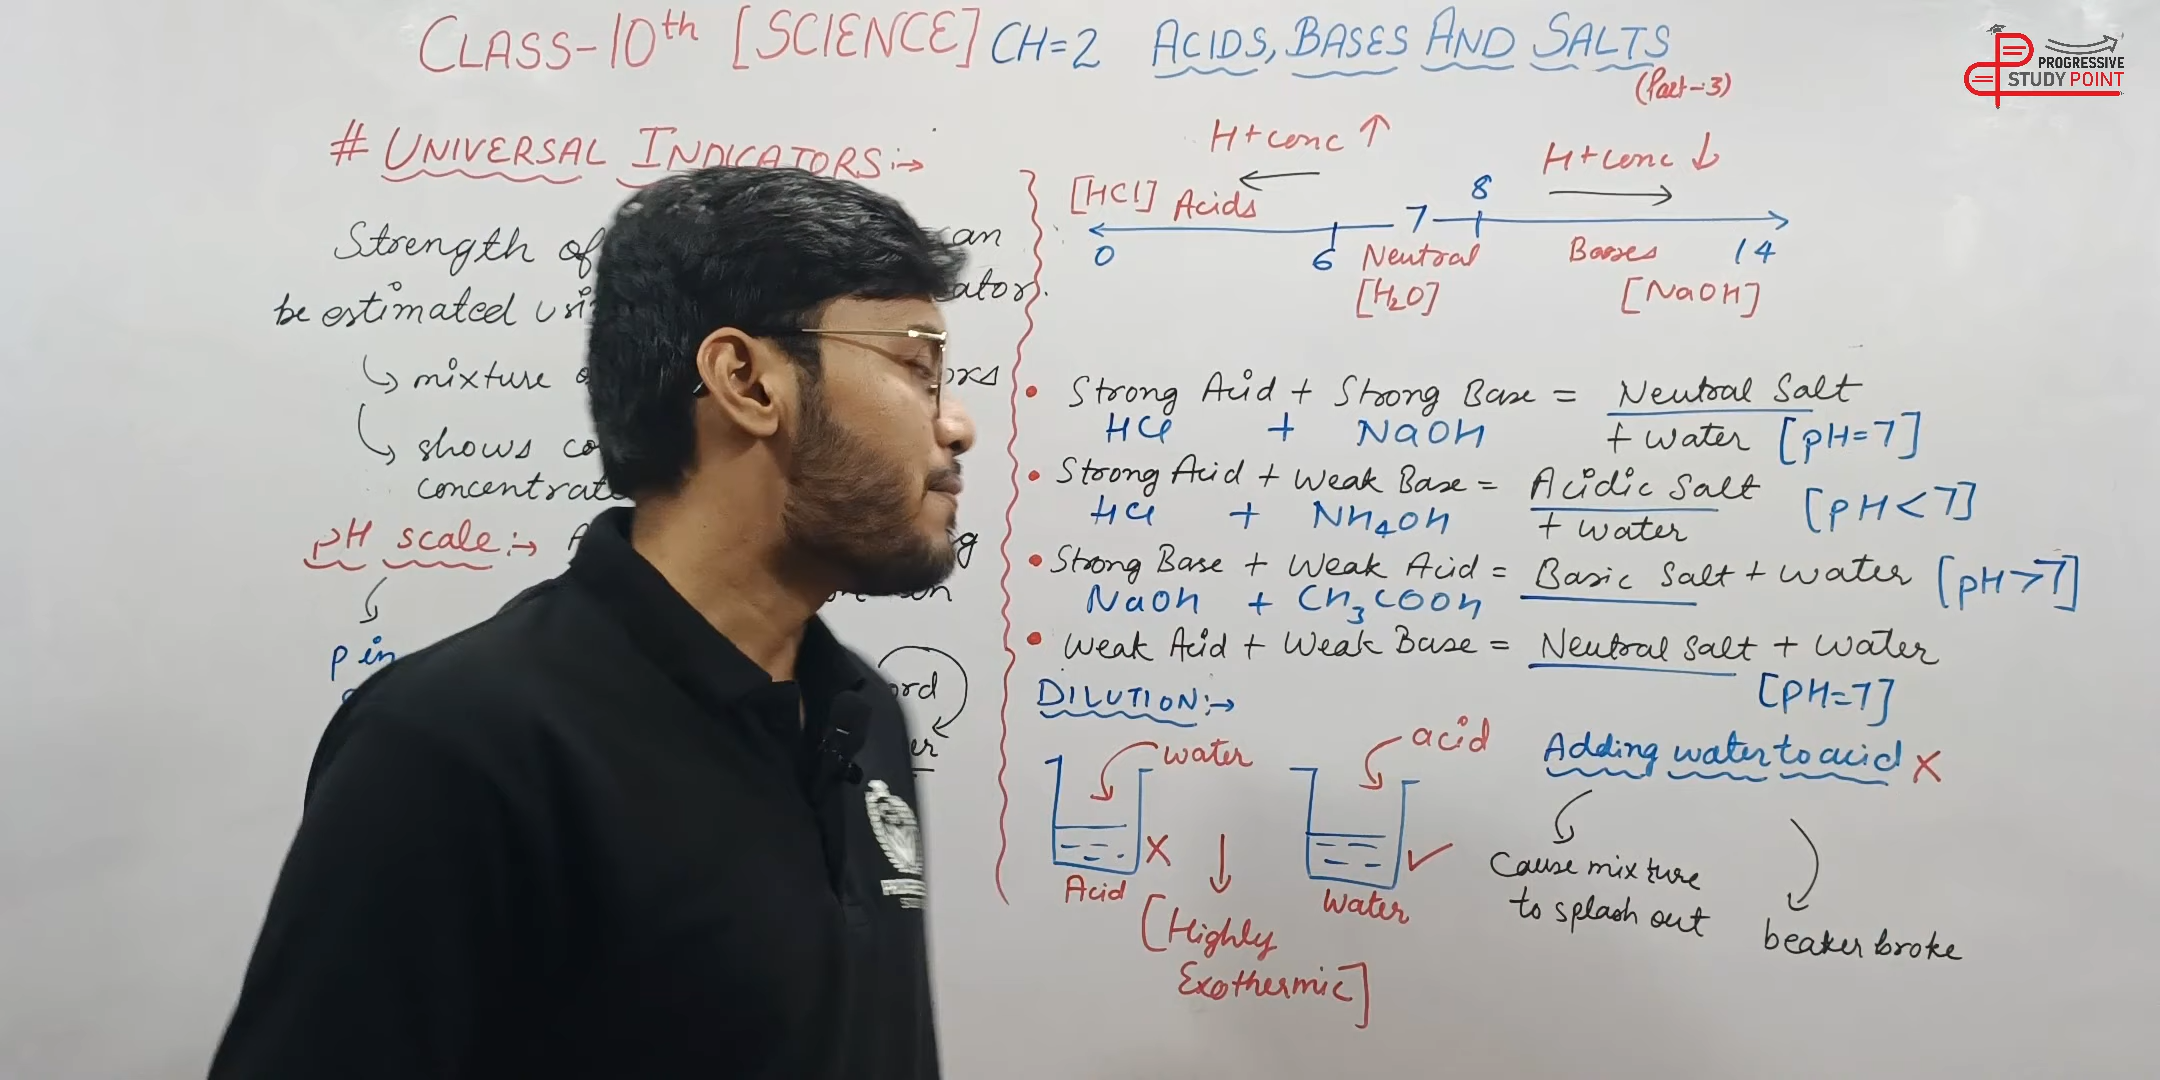 CLASS-10th [SCIENCE] CH=2 ACIDS, BASES AND SALTS
(Part-3)
PROGRESSIVE
STUDY POINT
# UNIVERSAL INDICATORS:→
Strength of can
be estimated usi ator.
↳ mixture
↳ shows co
concentrat
pH scale:→
p in
ord
er
H+ conc ↑
H+ conc ↓
[HCl] Acids
8
7
0 6 Neutral Bases 14
[H₂O] [NaOH]
• Strong Acid + Strong Base = Neutral Salt
HCl + NaOH + water [pH=7]
• Strong Acid + Weak Base = Acidic Salt [pH<7]
HCl + NH₄OH + water
• Strong Base + Weak Acid = Basic Salt + water [pH>7]
NaOH + CH₃COOH
• Weak Acid + Weak Base = Neutral Salt + water
[pH=7]
DILUTION:→
water
acid
Adding water to acid ×
×
✓
Acid
Water
[Highly
Exothermic]
Cause mixture
to splash out
beaker broke